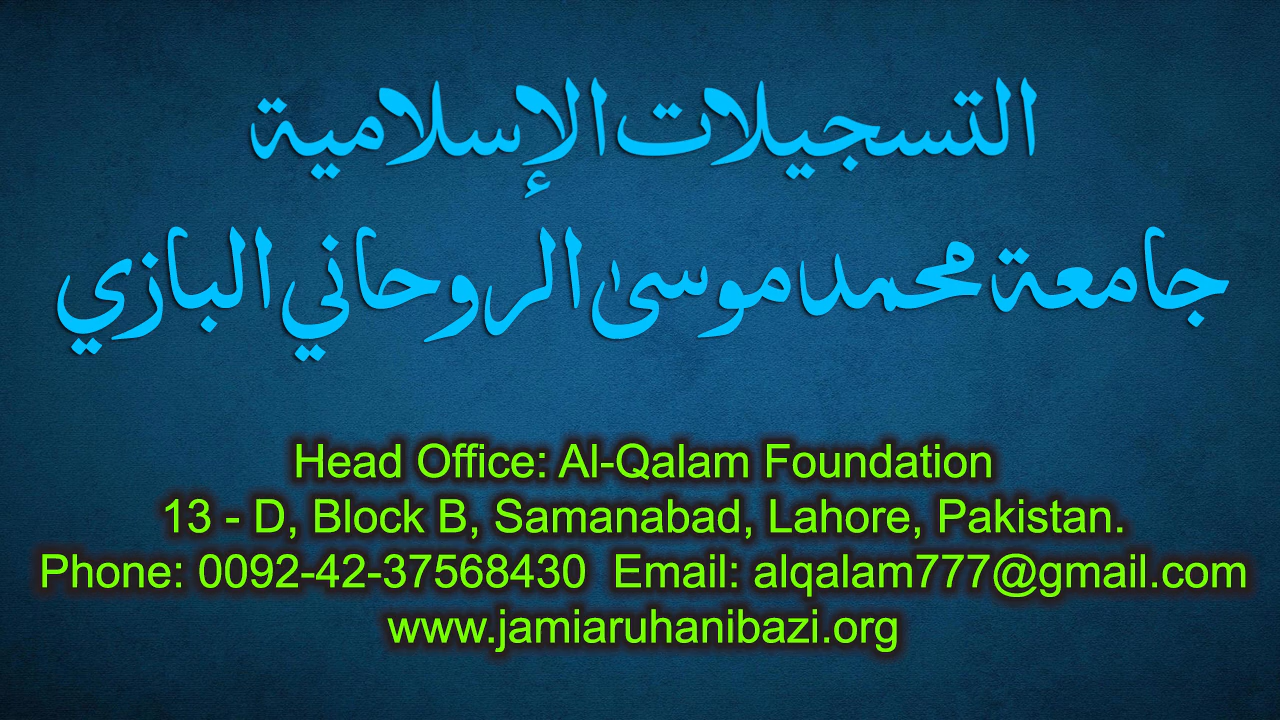 التسجيلات الإسلامية
جامعة محمد موسىٰ الروحاني البازي
Head Office: Al-Qalam Foundation
13 - D, Block B, Samanabad, Lahore, Pakistan.
Phone: 0092-42-37568430  Email: alqalam777@gmail.com
www.jamiaruhanibazi.org